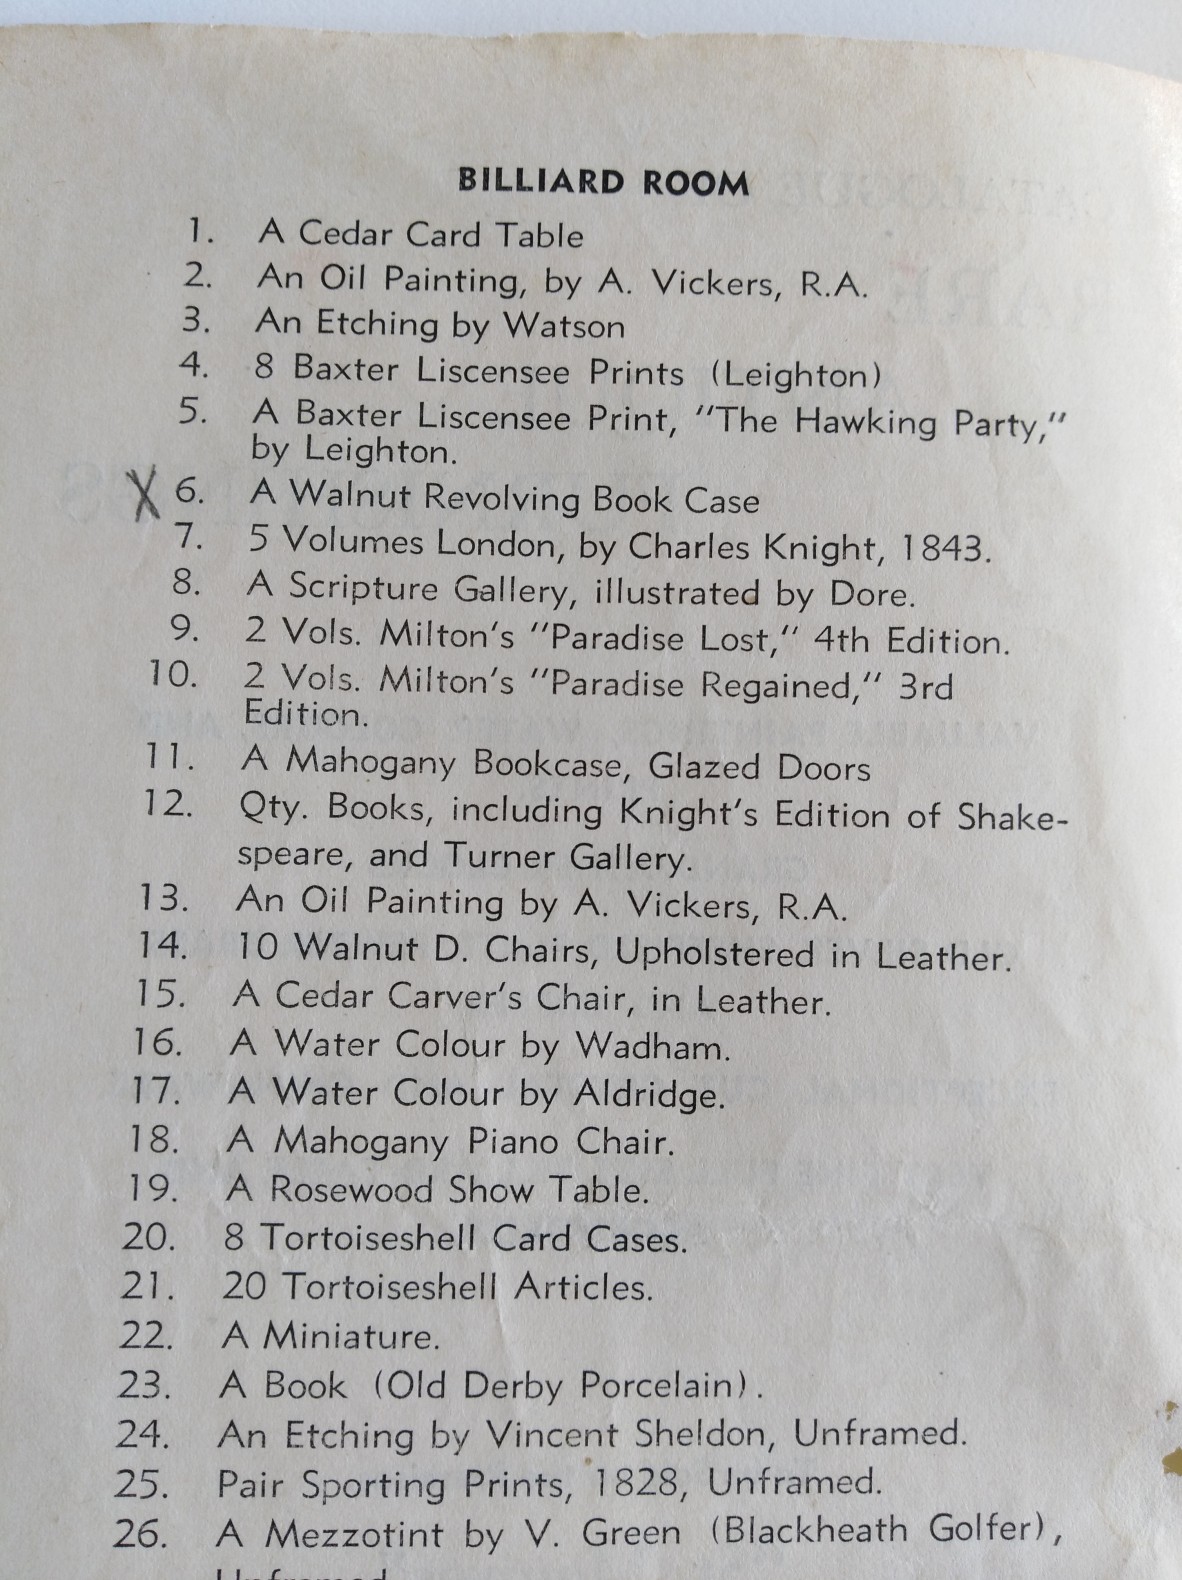 BILLIARD ROOM
1. A Cedar Card Table
2. An Oil Painting, by A. Vickers, R.A.
3. An Etching by Watson
4. 8 Baxter Liscensee Prints (Leighton)
5. A Baxter Liscensee Print, "The Hawking Party,"
by Leighton.
X 6. A Walnut Revolving Book Case
7. 5 Volumes London, by Charles Knight, 1843.
8. A Scripture Gallery, illustrated by Dore.
9. 2 Vols. Milton's "Paradise Lost," 4th Edition.
10. 2 Vols. Milton's "Paradise Regained," 3rd
Edition.
11. A Mahogany Bookcase, Glazed Doors
12. Qty. Books, including Knight's Edition of Shake-
speare, and Turner Gallery.
13. An Oil Painting by A. Vickers, R.A.
14. 10 Walnut D. Chairs, Upholstered in Leather.
15. A Cedar Carver's Chair, in Leather.
16. A Water Colour by Wadham.
17. A Water Colour by Aldridge.
18. A Mahogany Piano Chair.
19. A Rosewood Show Table.
20. 8 Tortoiseshell Card Cases.
21. 20 Tortoiseshell Articles.
22. A Miniature.
23. A Book (Old Derby Porcelain).
24. An Etching by Vincent Sheldon, Unframed.
25. Pair Sporting Prints, 1828, Unframed.
26. A Mezzotint by V. Green (Blackheath Golfer),
Unframed